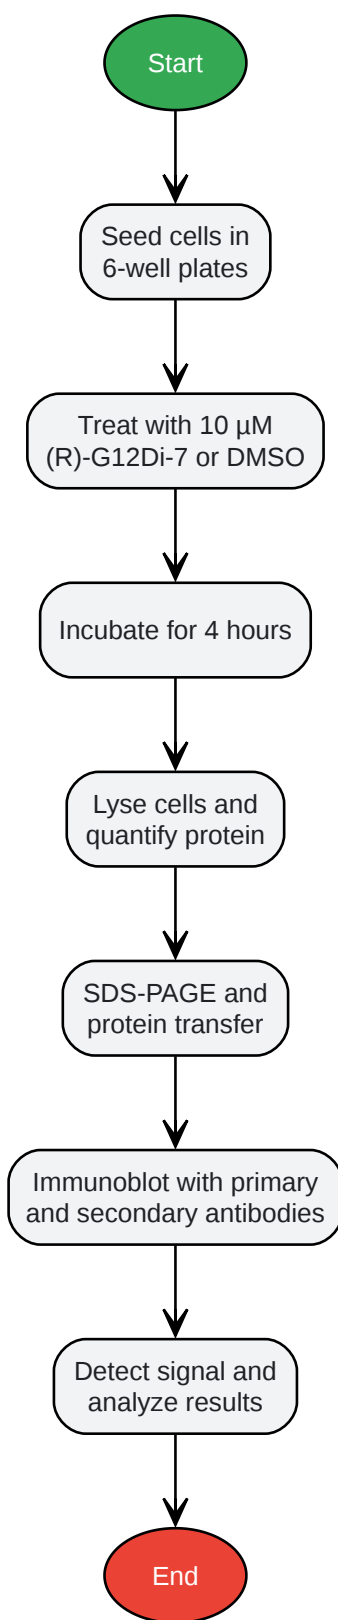 Start
Seed cells in
6-well plates
Treat with 10 µM
(R)-G12Di-7 or DMSO
Incubate for 4 hours
Lyse cells and
quantify protein
SDS-PAGE and
protein transfer
Immunoblot with primary
and secondary antibodies
Detect signal and
analyze results
End